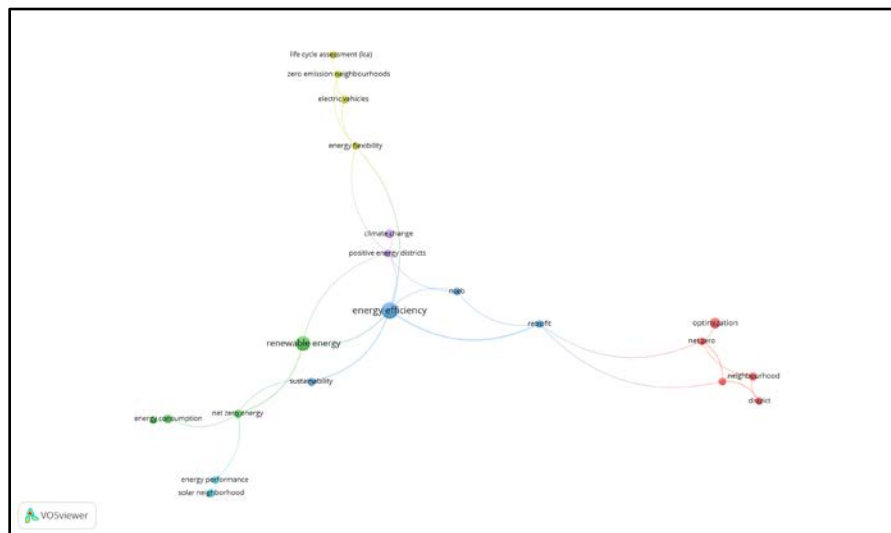 life cycle assessment (lca)
zero emission neighbourhoods
electric vehicles
energy flexibility
climate change
positive energy districts
energy efficiency
retrofit
optimization
net zero
renewable energy
neighbourhood
sustainability
district
energy consumption
net zero energy
energy performance
solar neighborhood
VOSviewer